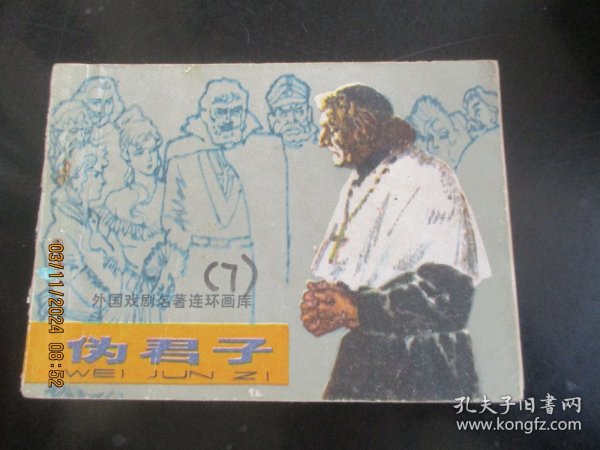 (7)
外国戏剧名著连环画库
伪君子
WEI JUN ZI
03/11/2024 08:52
孔夫子旧书网
www.kongfz.com